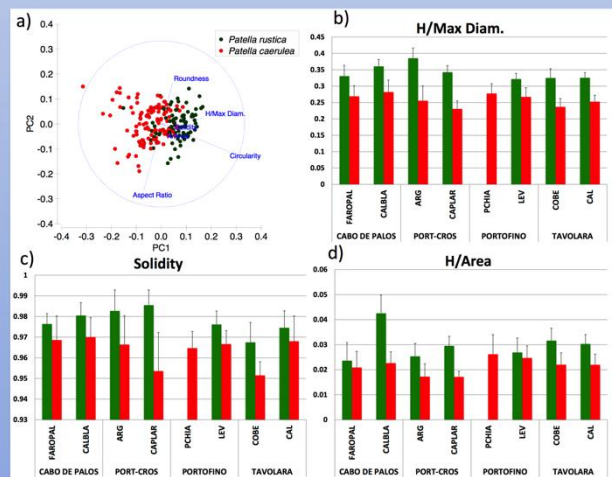 a)
Patella rustica
Patella caerulea
0.4
0.3
0.2
0.1
0.0
-0.1
-0.2
-0.3
-0.4
PC2
Roundness
H/Max Diam.
Circularity
Aspect Ratio
-0.4 -0.3 -0.2 -0.1 0.0 0.1 0.2 0.3 0.4
PC1
b)
H/Max Diam.
0.45
0.4
0.35
0.3
0.25
0.2
0.15
0.1
0.05
0
FAROPAL CALBLA ARG CAPLAR PCHIA LEV COBE CAL
CABO DE PALOS PORT-CROS PORTOFINO TAVOLARA
c)
Solidity
1
0.99
0.98
0.97
0.96
0.95
0.94
0.93
FAROPAL CALBLA ARG CAPLAR PCHIA LEV COBE CAL
CABO DE PALOS PORT-CROS PORTOFINO TAVOLARA
d)
H/Area
0.06
0.05
0.04
0.03
0.02
0.01
0
FAROPAL CALBLA ARG CAPLAR PCHIA LEV COBE CAL
CABO DE PALOS PORT-CROS PORTOFINO TAVOLARA